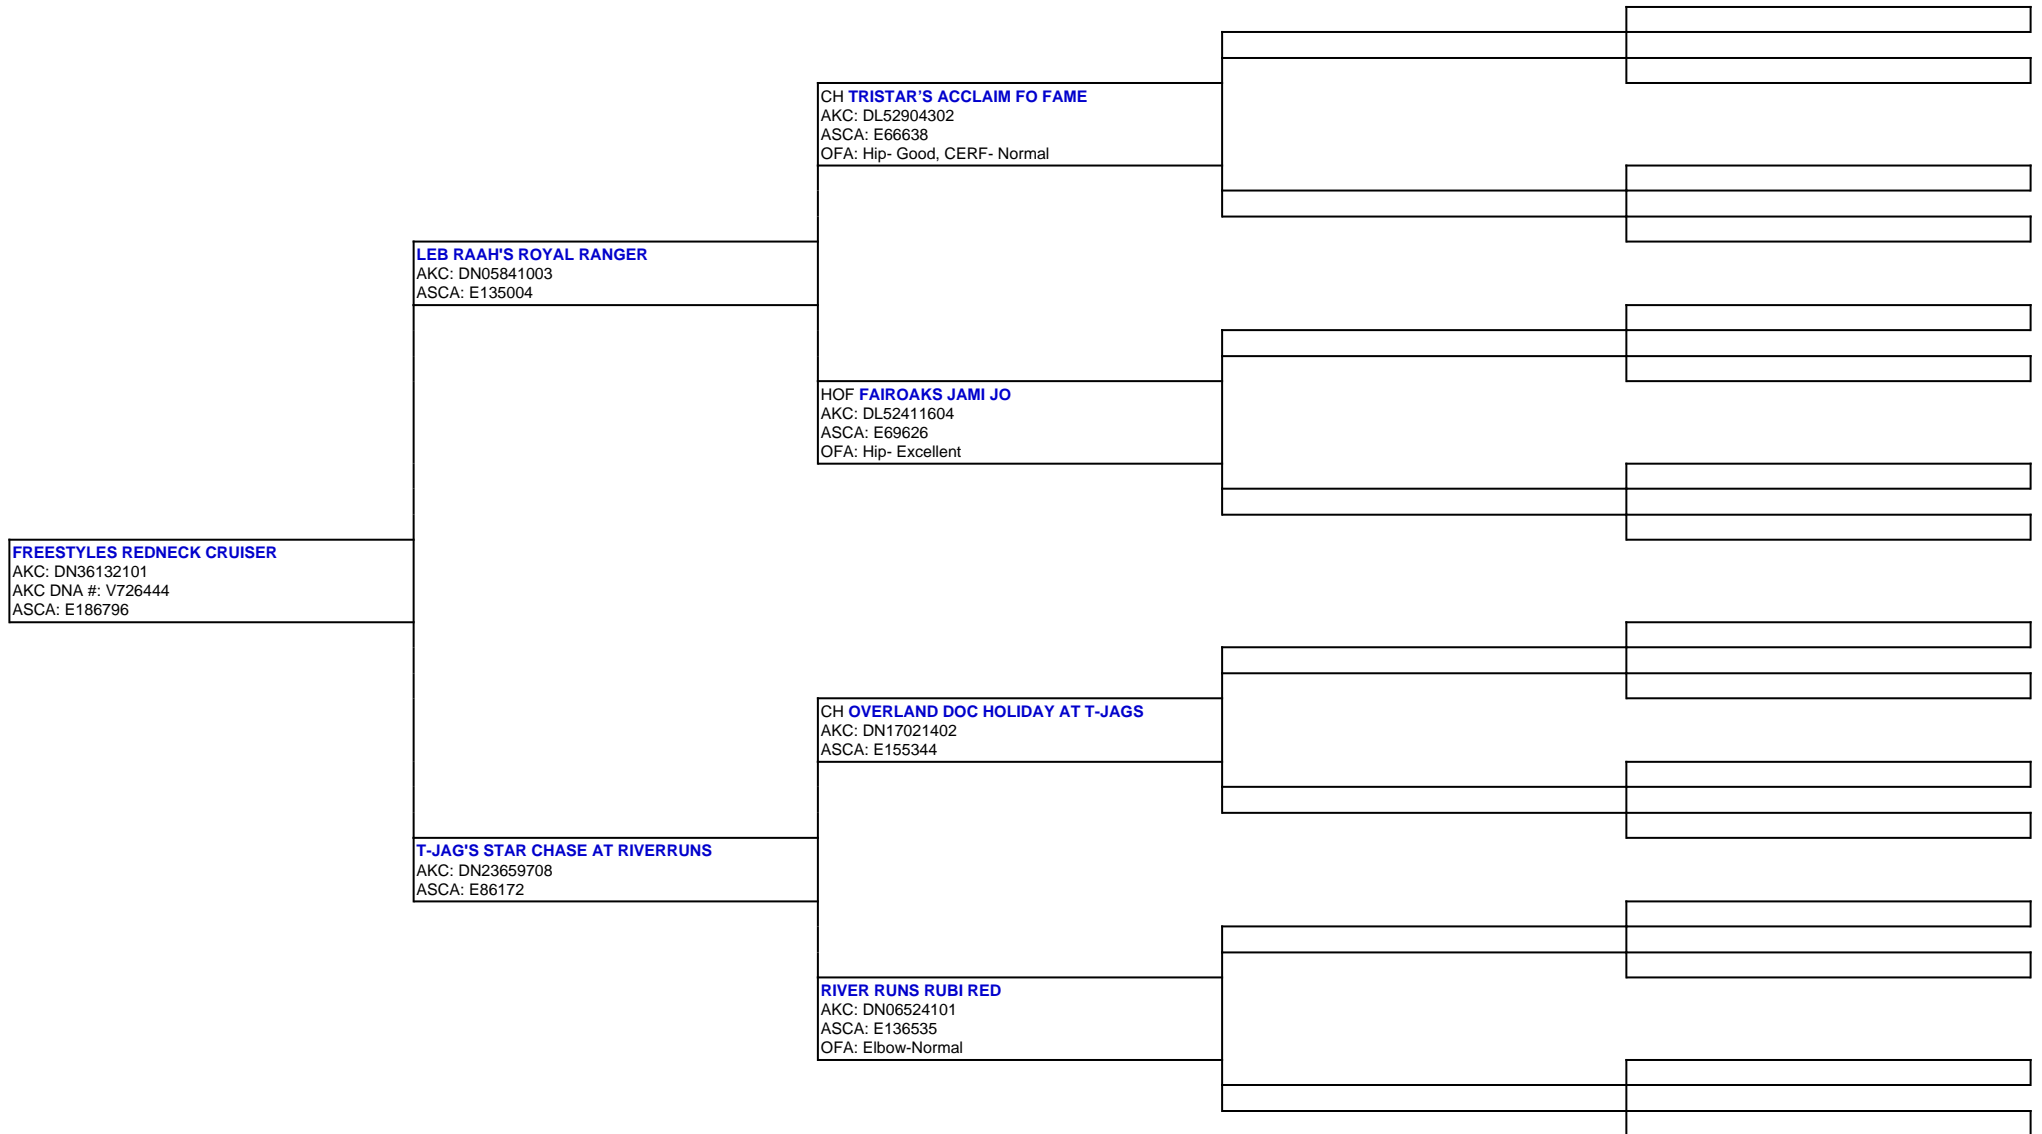 CH TRISTAR’S ACCLAIM FO FAME
AKC: DL52904302
ASCA: E66638
OFA: Hip- Good, CERF- Normal
LEB RAAH'S ROYAL RANGER
AKC: DN05841003
ASCA: E135004
HOF FAIROAKS JAMI JO
AKC: DL52411604
ASCA: E69626
OFA: Hip- Excellent
FREESTYLES REDNECK CRUISER
AKC: DN36132101
AKC DNA #: V726444
ASCA: E186796
CH OVERLAND DOC HOLIDAY AT T-JAGS
AKC: DN17021402
ASCA: E155344
T-JAG'S STAR CHASE AT RIVERRUNS
AKC: DN23659708
ASCA: E86172
RIVER RUNS RUBI RED
AKC: DN06524101
ASCA: E136535
OFA: Elbow-Normal